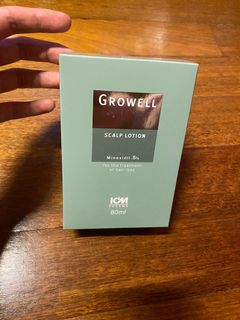 GROWELL
SCALP LOTION
Minoxidil 5%
For the treatment
of hair loss
ICM
PHARMA
60ml